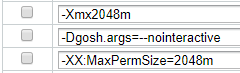 -Xmx2048m
-Dgosh.args=--nointeractive
-XX:MaxPermSize=2048m